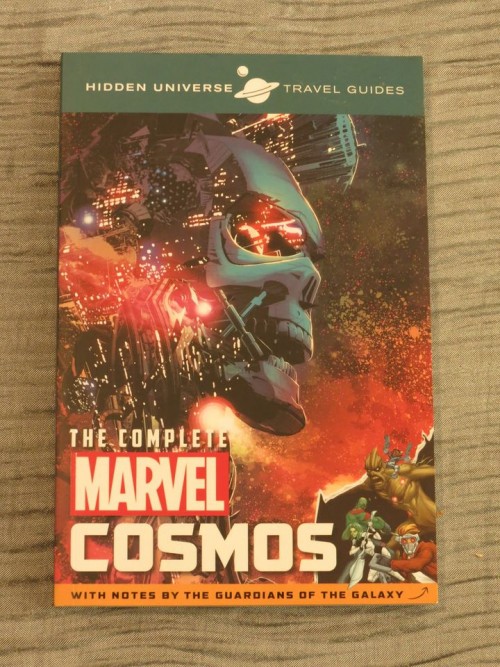 HIDDEN UNIVERSE TRAVEL GUIDES
THE COMPLETE
MARVEL
COSMOS
WITH NOTES BY THE GUARDIANS OF THE GALAXY